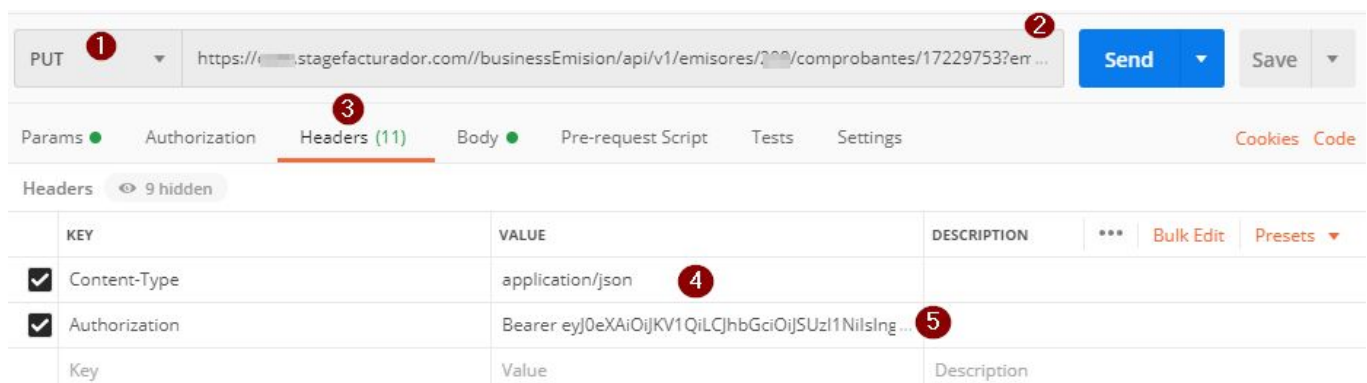 1 2
PUT https:// .stagefacturador.com//businessEmision/api/v1/emisores/ /comprobantes/17229753?em ... Send Save
3
Params Authorization Headers (11) Body Pre-request Script Tests Settings Cookies Code
Headers 9 hidden
KEY VALUE DESCRIPTION ••• Bulk Edit Presets
Content-Type application/json 4
Authorization Bearer eyJ0eXAiOiJKV1QiLCJhbGciOiJSUzI1NiIsIng ... 5
Key Value Description